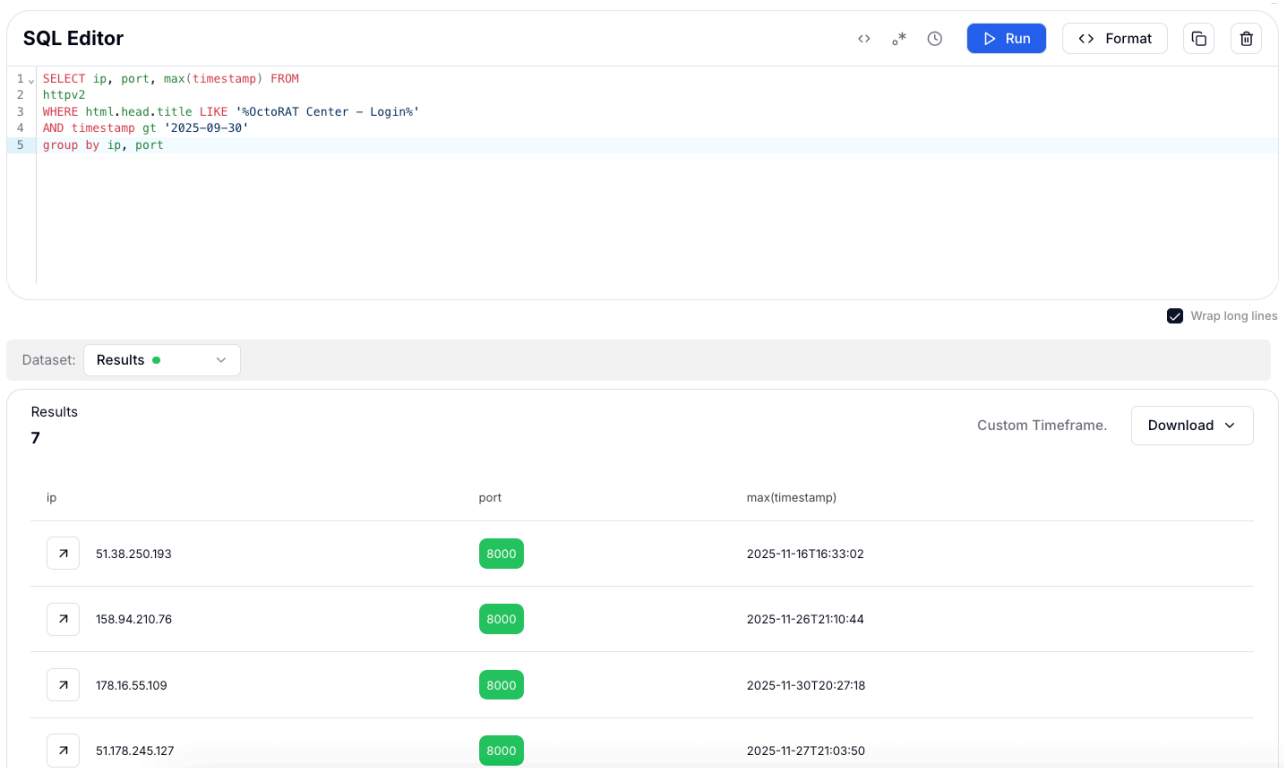 SQL Editor
Run
Format
1 SELECT ip, port, max(timestamp) FROM
2 httpv2
3 WHERE html.head.title LIKE '%OctoRAT Center - Login%'
4 AND timestamp gt '2025-09-30'
5 group by ip, port
Wrap long lines
Dataset: Results
Results
7
Custom Timeframe.
Download
ip port max(timestamp)
51.38.250.193 8000 2025-11-16T16:33:02
158.94.210.76 8000 2025-11-26T21:10:44
178.16.55.109 8000 2025-11-30T20:27:18
51.178.245.127 8000 2025-11-27T21:03:50